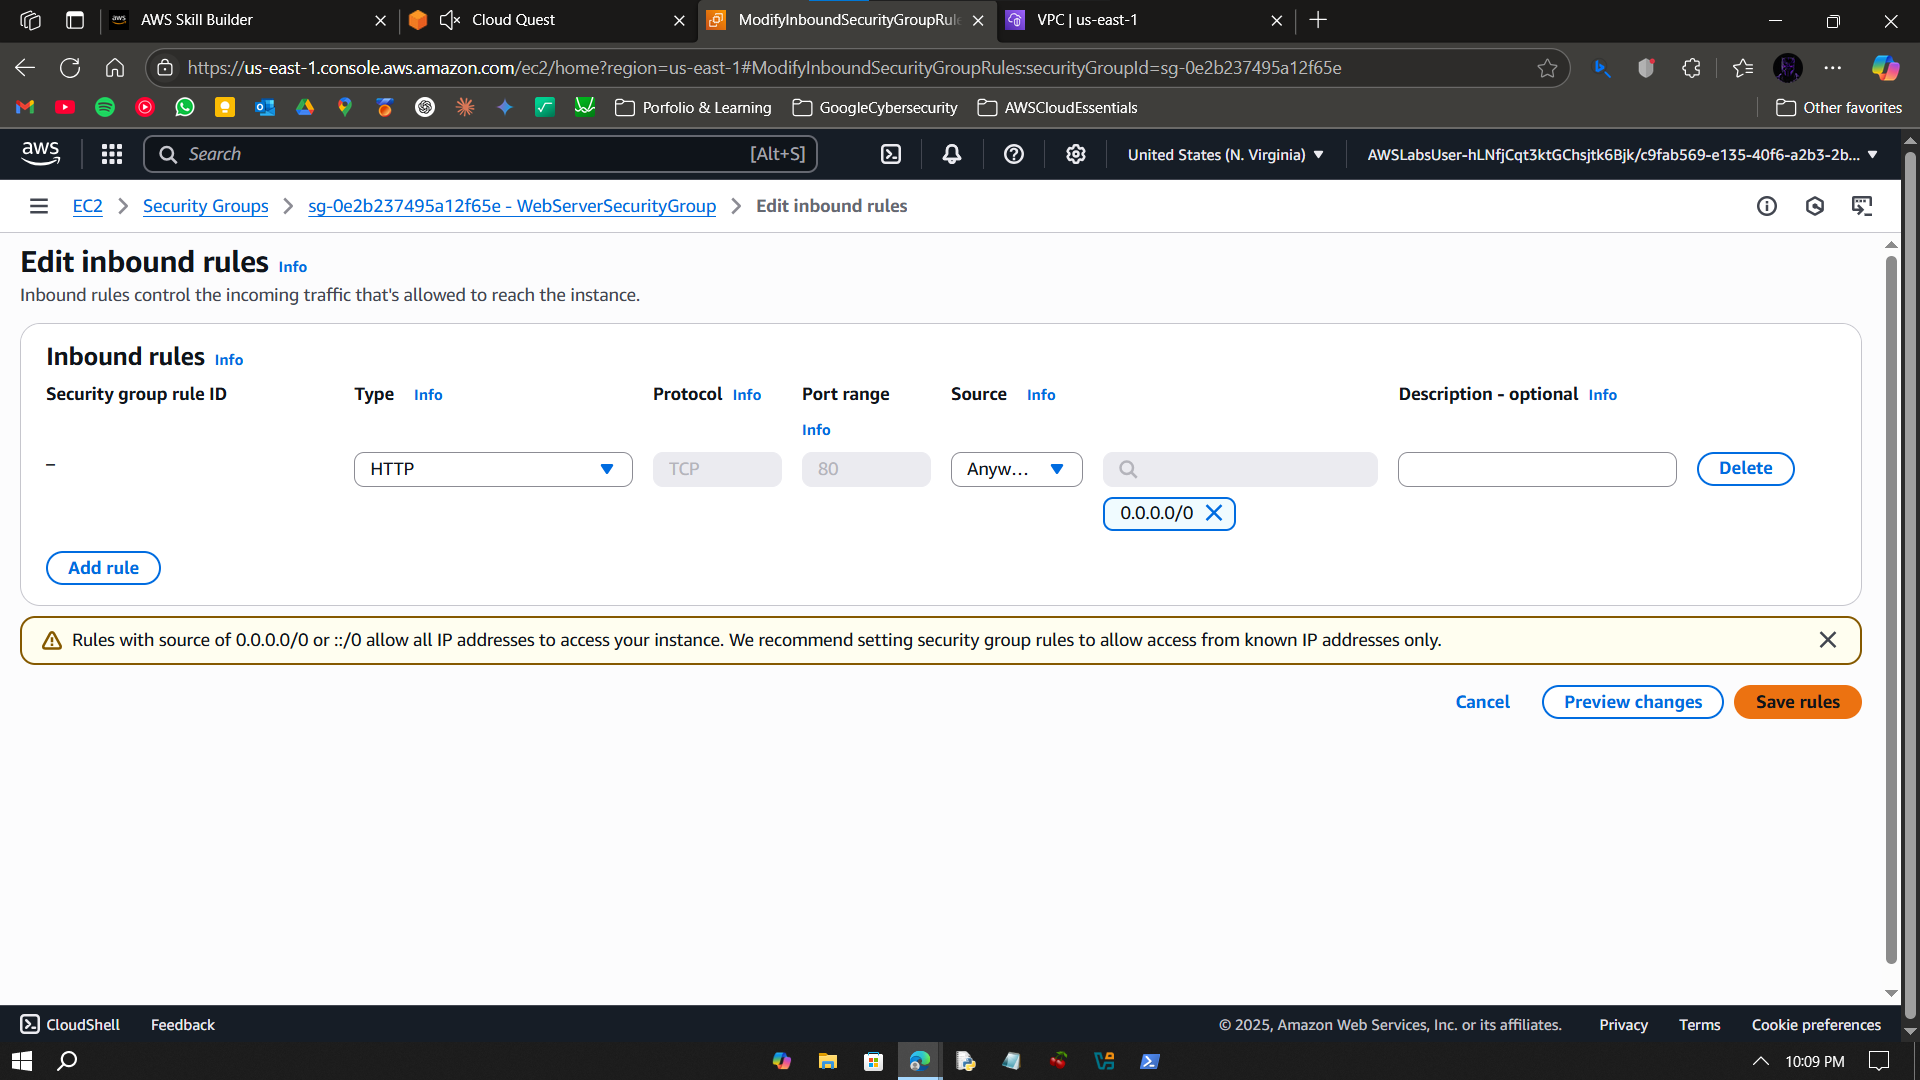 AWS Skill Builder
Cloud Quest
ModifyInboundSecurityGroupRule
VPC | us-east-1
https://us-east-1.console.aws.amazon.com/ec2/home?region=us-east-1#ModifyInboundSecurityGroupRules:securityGroupId=sg-0e2b237495a12f65e
Porfolio & Learning
GoogleCybersecurity
AWSCloudEssentials
Other favorites
aws
Search
[Alt+S]
United States (N. Virginia)
AWSLabsUser-hLNfjCqt3ktGChsjtk6Bjk/c9fab569-e135-40f6-a2b3-2b...
EC2
Security Groups
sg-0e2b237495a12f65e - WebServerSecurityGroup
Edit inbound rules
Edit inbound rules Info
Inbound rules control the incoming traffic that's allowed to reach the instance.
Inbound rules Info
Security group rule ID
Type Info
Protocol Info
Port range
Info
Source Info
Description - optional Info
–
HTTP
TCP
80
Anyw...
Delete
0.0.0.0/0
Add rule
Rules with source of 0.0.0.0/0 or ::/0 allow all IP addresses to access your instance. We recommend setting security group rules to allow access from known IP addresses only.
Cancel
Preview changes
Save rules
CloudShell
Feedback
© 2025, Amazon Web Services, Inc. or its affiliates.
Privacy
Terms
Cookie preferences
10:09 PM